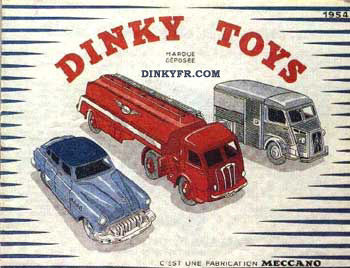 1954
DINKY TOYS
MARQUE
DÉPOSÉE
DINKYFR.COM
C'EST UNE FABRICATION MECCANO